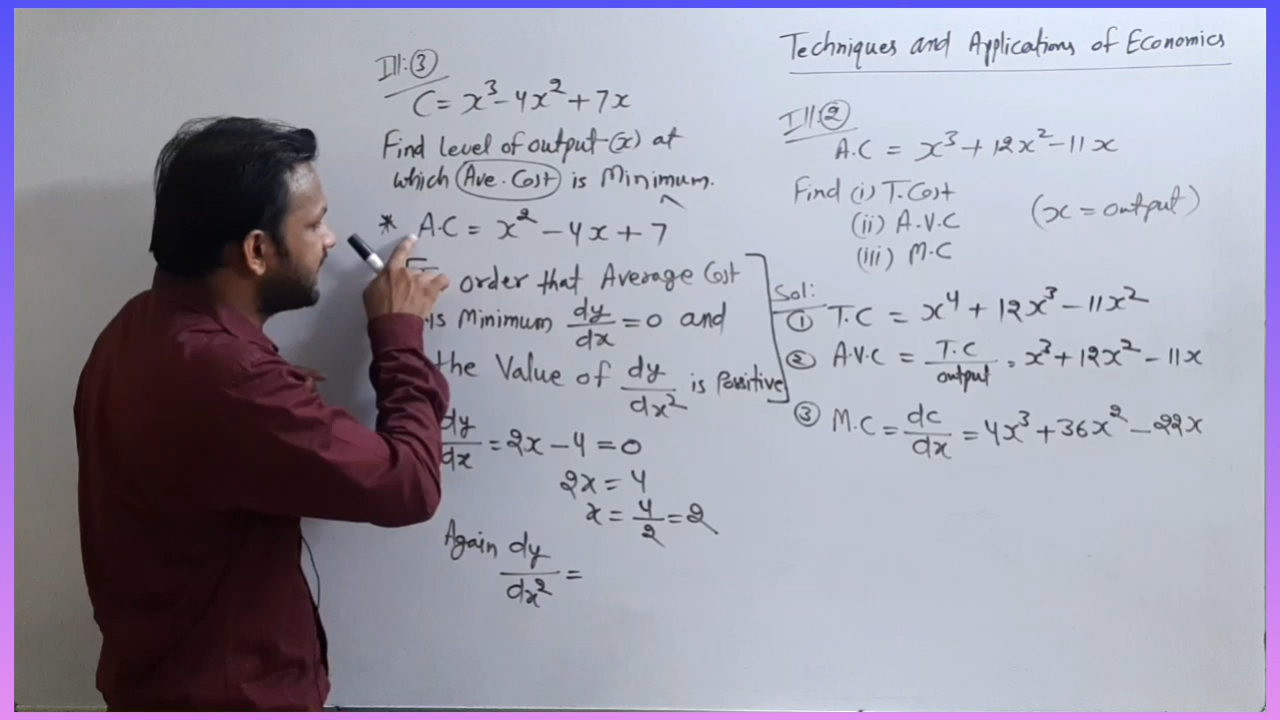 Techniques and Applications of Economics
Ill:③
C = x³ - 4x² + 7x
Find level of output (x) at
which Ave. Cost is Minimum.
* A.C = x² - 4x + 7
order that Average Cost
is Minimum dy/dx = 0 and
the Value of dy/dx² is Positive
dy/dx = 2x - 4 = 0
2x = 4
x = 4/2 = 2
Again dy/dx² =
Ill:②
A.C = x³ + 12x² - 11x
Find (i) T.Cost
(ii) A.V.C
(iii) M.C
(x = output)
Sol:
① T.C = x⁴ + 12x³ - 11x²
② A.V.C = T.C/output = x³ + 12x² - 11x
③ M.C = dc/dx = 4x³ + 36x² - 22x